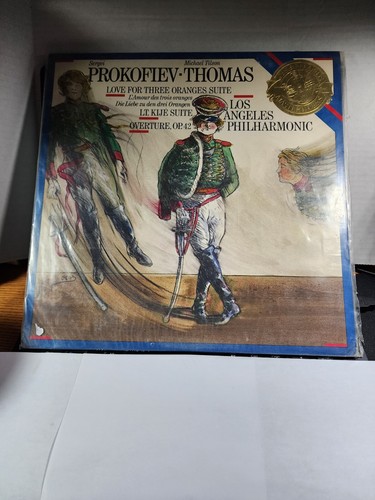 Serges Michael Tilson
PROKOFIEV·THOMAS
LOVE FOR THREE ORANGES SUITE
L'Amour des trois oranges
Die Liebe zu den drei Orangen
LT. KIJE SUITE
OVERTURE, OP. 42
LOS
ANGELES
PHILHARMONIC